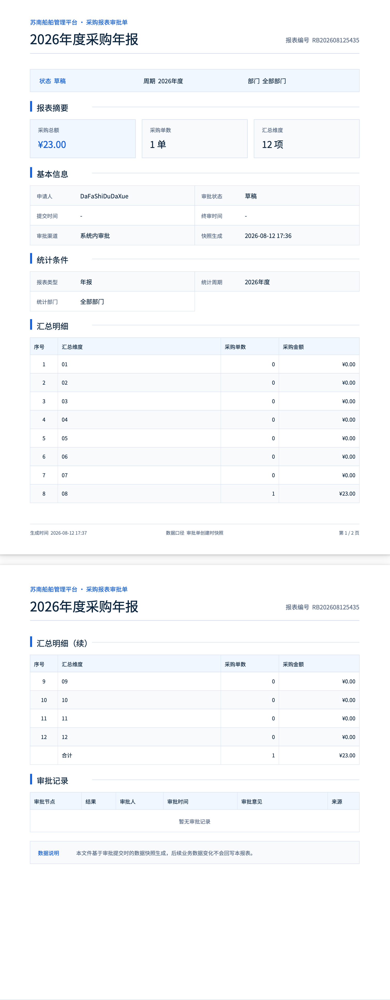 苏南船舶管理平台 · 采购报表审批单
2026年度采购年报 报表编号 RB202608125435
状态 草稿 周期 2026年度 部门 全部部门
报表摘要
采购总额 采购单数 汇总维度
¥23.00 1 单 12 项
基本信息
申请人 DaFaShiDuDaXue 审批状态 草稿
提交时间 - 终审时间 -
审批渠道 系统内审批 快照生成 2026-08-12 17:36
统计条件
报表类型 年报 统计周期 2026年度
统计部门 全部部门
汇总明细
序号 汇总维度 采购单数 采购金额
1 01 0 ¥0.00
2 02 0 ¥0.00
3 03 0 ¥0.00
4 04 0 ¥0.00
5 05 0 ¥0.00
6 06 0 ¥0.00
7 07 0 ¥0.00
8 08 1 ¥23.00
生成时间 2026-08-12 17:37 数据口径 审批单创建时快照 第 1 / 2 页
苏南船舶管理平台 · 采购报表审批单
2026年度采购年报 报表编号 RB202608125435
汇总明细（续）
序号 汇总维度 采购单数 采购金额
9 09 0 ¥0.00
10 10 0 ¥0.00
11 11 0 ¥0.00
12 12 0 ¥0.00
合计 1 ¥23.00
审批记录
审批节点 结果 审批人 审批时间 审批意见 来源
暂无审批记录
数据说明 本文件基于审批提交时的数据快照生成，后续业务数据变化不会回写本报表。